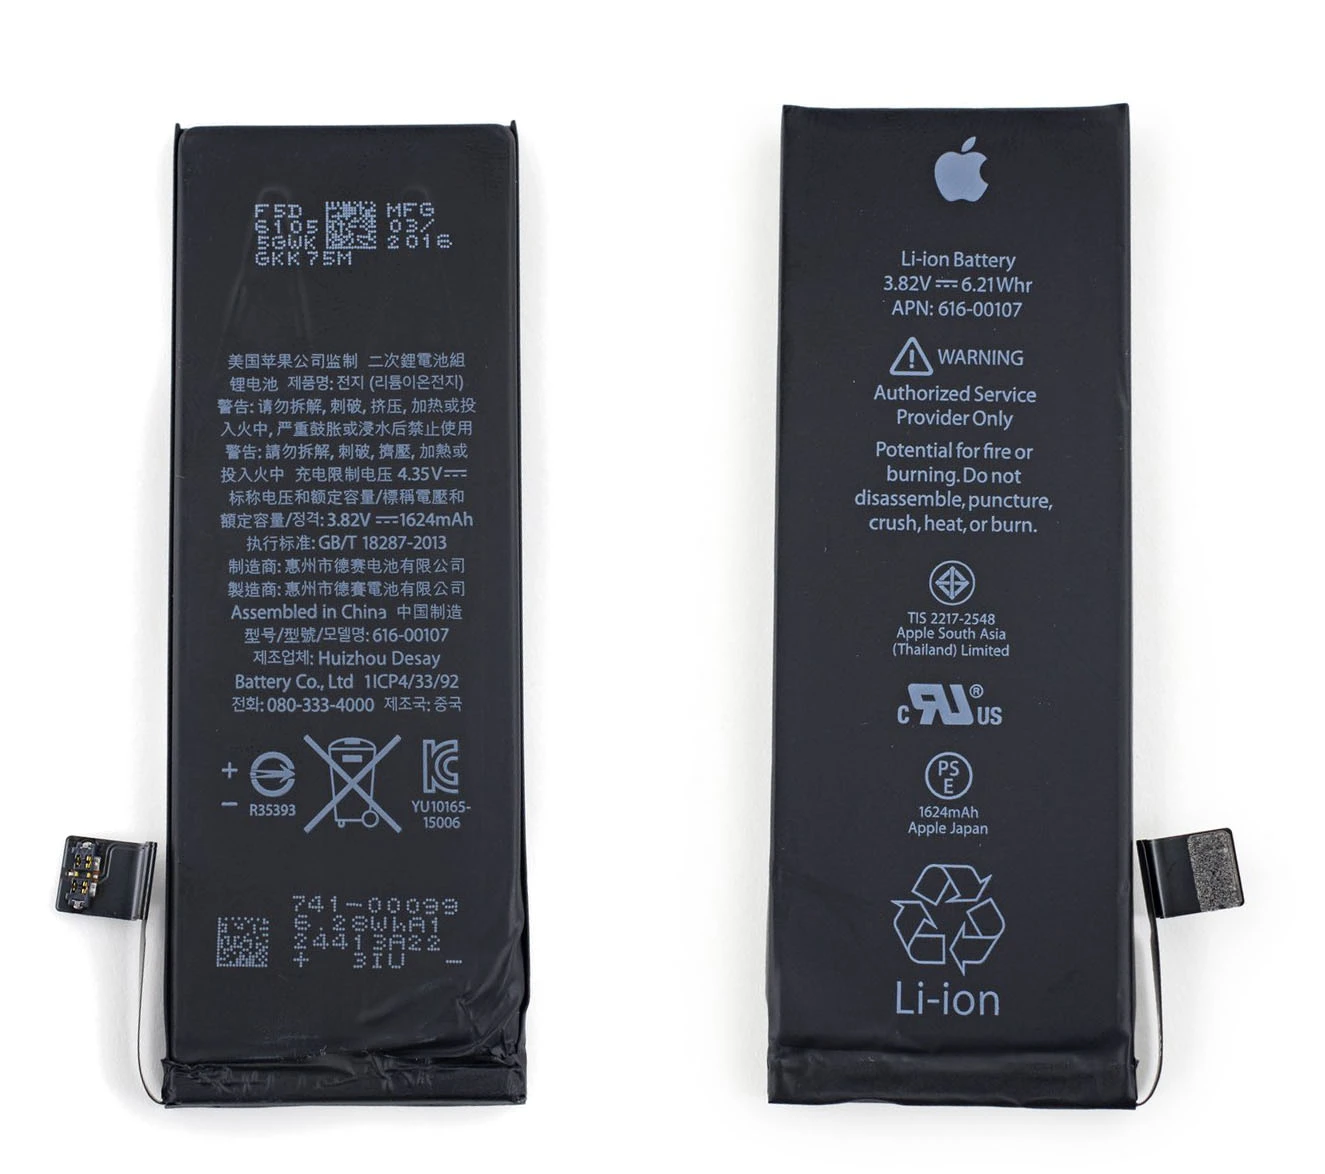 F5D
6105
5GWK
GKK75M
MFG
03/
2016
美国苹果公司监制 二次鋰電池組
锂电池 제품명: 전지 (리튬이온전지)
警告: 请勿拆解, 刺破, 挤压, 加热或投
入火中, 严重鼓胀或浸水后禁止使用
警告: 請勿拆解, 刺破, 擠壓, 加熱或
投入火中 充电限制电压 4.35V⎓
标称电压和额定容量/標稱電壓和
額定容量/정격: 3.82V ⎓1624mAh
执行标准: GB/T 18287-2013
制造商: 惠州市德赛电池有限公司
製造商: 惠州市德賽電池有限公司
Assembled in China 中国制造
型号/型號/모델명: 616-00107
제조업체: Huizhou Desay
Battery Co., Ltd 1ICP4/33/92
전화: 080-333-4000 제조국: 중국
+
−
R35393
YU10165-
15006
741-00099
6.28WhA1
24413A22
+ 3IU −
Li-ion Battery
3.82V ⎓ 6.21Whr
APN: 616-00107
WARNING
Authorized Service
Provider Only
Potential for fire or
burning. Do not
disassemble, puncture,
crush, heat, or burn.
TIS 2217-2548
Apple South Asia
(Thailand) Limited
c RU® US
PS
E
1624mAh
Apple Japan
Li-ion